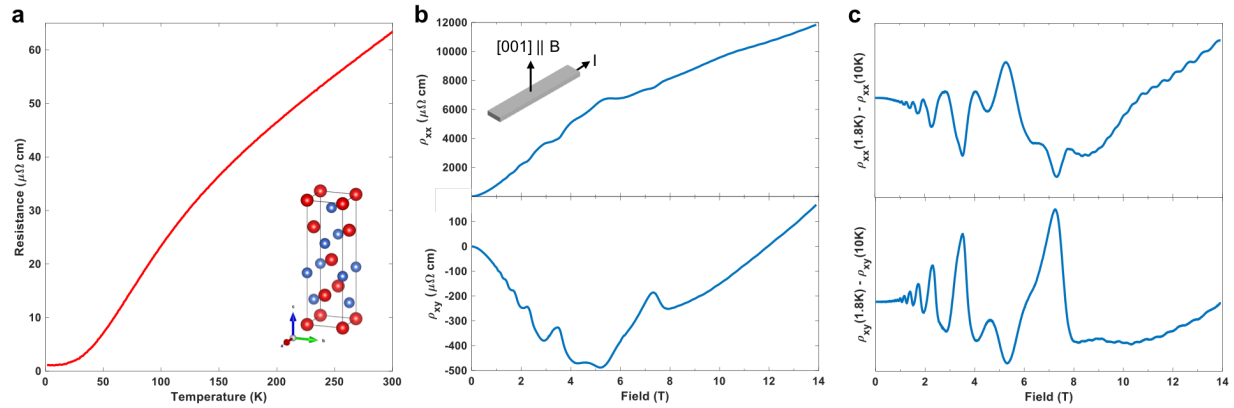 a
Resistance (μΩ cm)
60
50
40
30
20
10
0
0 50 100 150 200 250 300
Temperature (K)
b
[001] || B
I
ρxx (μΩ cm)
12000
10000
8000
6000
4000
2000
ρxy (μΩ cm)
100
0
-100
-200
-300
-400
-500
0 2 4 6 8 10 12 14
Field (T)
c
ρxx(1.8K) - ρxx(10K)
ρxy(1.8K) - ρxy(10K)
0 2 4 6 8 10 12 14
Field (T)